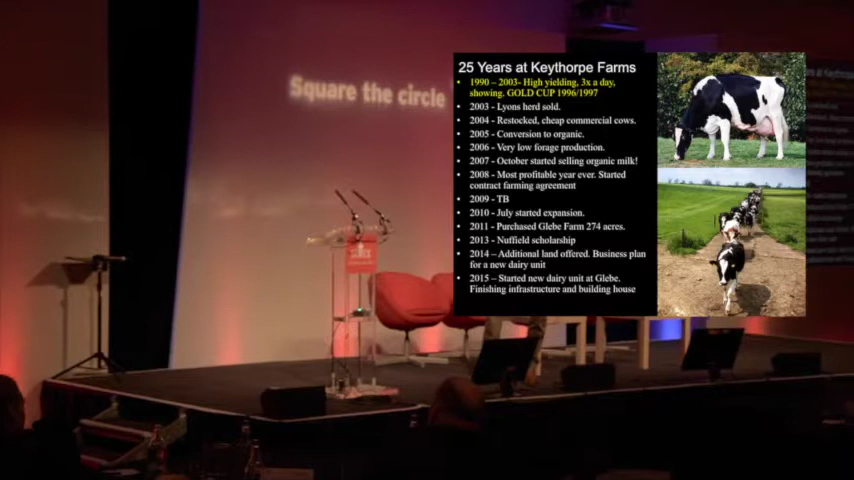 Square the circle
25 Years at Keythorpe Farms
• 1990 – 2003- High yielding, 3x a day,
showing. GOLD CUP 1996/1997
• 2003 - Lyons herd sold.
• 2004 - Restocked, cheap commercial cows.
• 2005 - Conversion to organic.
• 2006 - Very low forage production.
• 2007 - October started selling organic milk!
• 2008 - Most profitable year ever. Started
contract farming agreement
• 2009 - TB
• 2010 - July started expansion.
• 2011 - Purchased Glebe Farm 274 acres.
• 2013 - Nuffield scholarship
• 2014 – Additional land offered. Business plan
for a new dairy unit
• 2015 – Started new dairy unit at Glebe.
Finishing infrastructure and building house